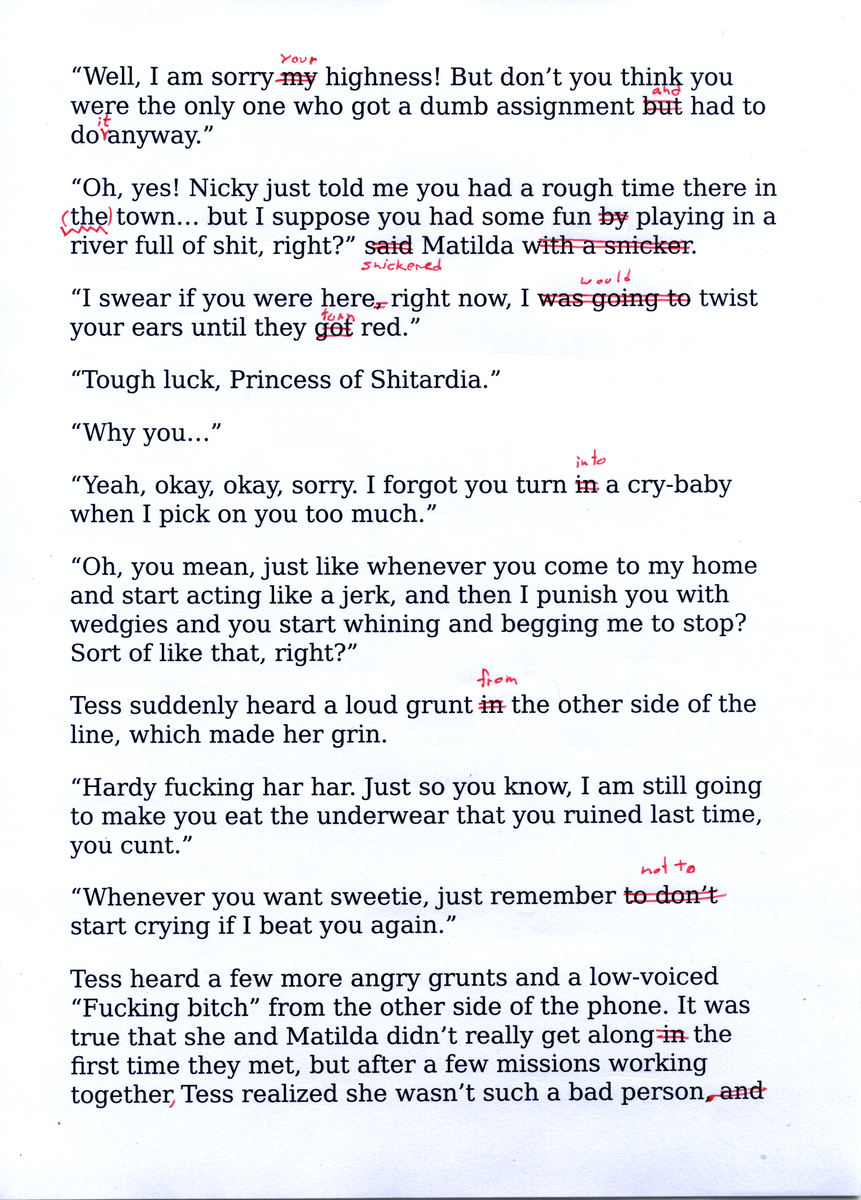 your
“Well, I am sorry my highness! But don’t you think you
and
were the only one who got a dumb assignment but had to
it
do anyway.”
“Oh, yes! Nicky just told me you had a rough time there in
(the) town… but I suppose you had some fun by playing in a
river full of shit, right?” said Matilda with a snicker.
snickered
would
“I swear if you were here, right now, I was going to twist
turn
your ears until they got red.”
“Tough luck, Princess of Shitardia.”
“Why you…”
into
“Yeah, okay, okay, sorry. I forgot you turn in a cry-baby
when I pick on you too much.”
“Oh, you mean, just like whenever you come to my home
and start acting like a jerk, and then I punish you with
wedgies and you start whining and begging me to stop?
Sort of like that, right?”
from
Tess suddenly heard a loud grunt in the other side of the
line, which made her grin.
“Hardy fucking har har. Just so you know, I am still going
to make you eat the underwear that you ruined last time,
you cunt.”
not to
“Whenever you want sweetie, just remember to don’t
start crying if I beat you again.”
Tess heard a few more angry grunts and a low-voiced
“Fucking bitch” from the other side of the phone. It was
true that she and Matilda didn’t really get along in the
first time they met, but after a few missions working
together, Tess realized she wasn’t such a bad person, and